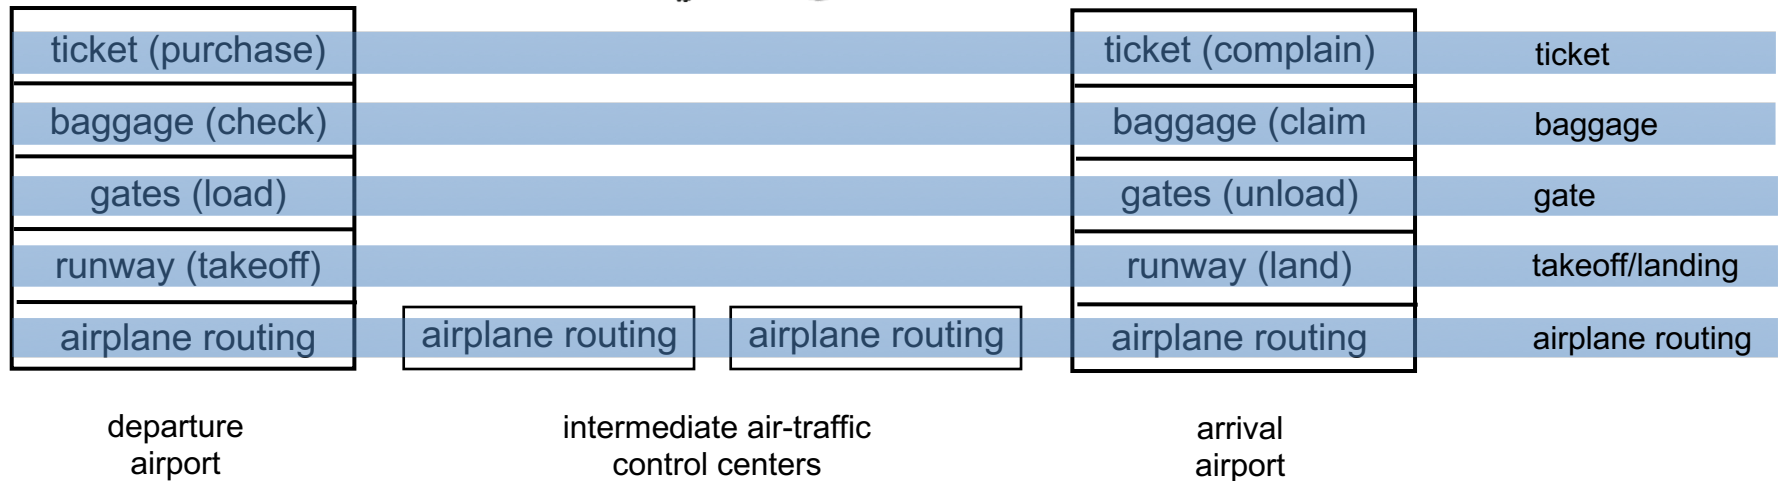 ticket (purchase) ticket (complain) ticket
baggage (check) baggage (claim baggage
gates (load) gates (unload) gate
runway (takeoff) runway (land) takeoff/landing
airplane routing airplane routing airplane routing airplane routing airplane routing
departure
airport
intermediate air-traffic
control centers
arrival
airport